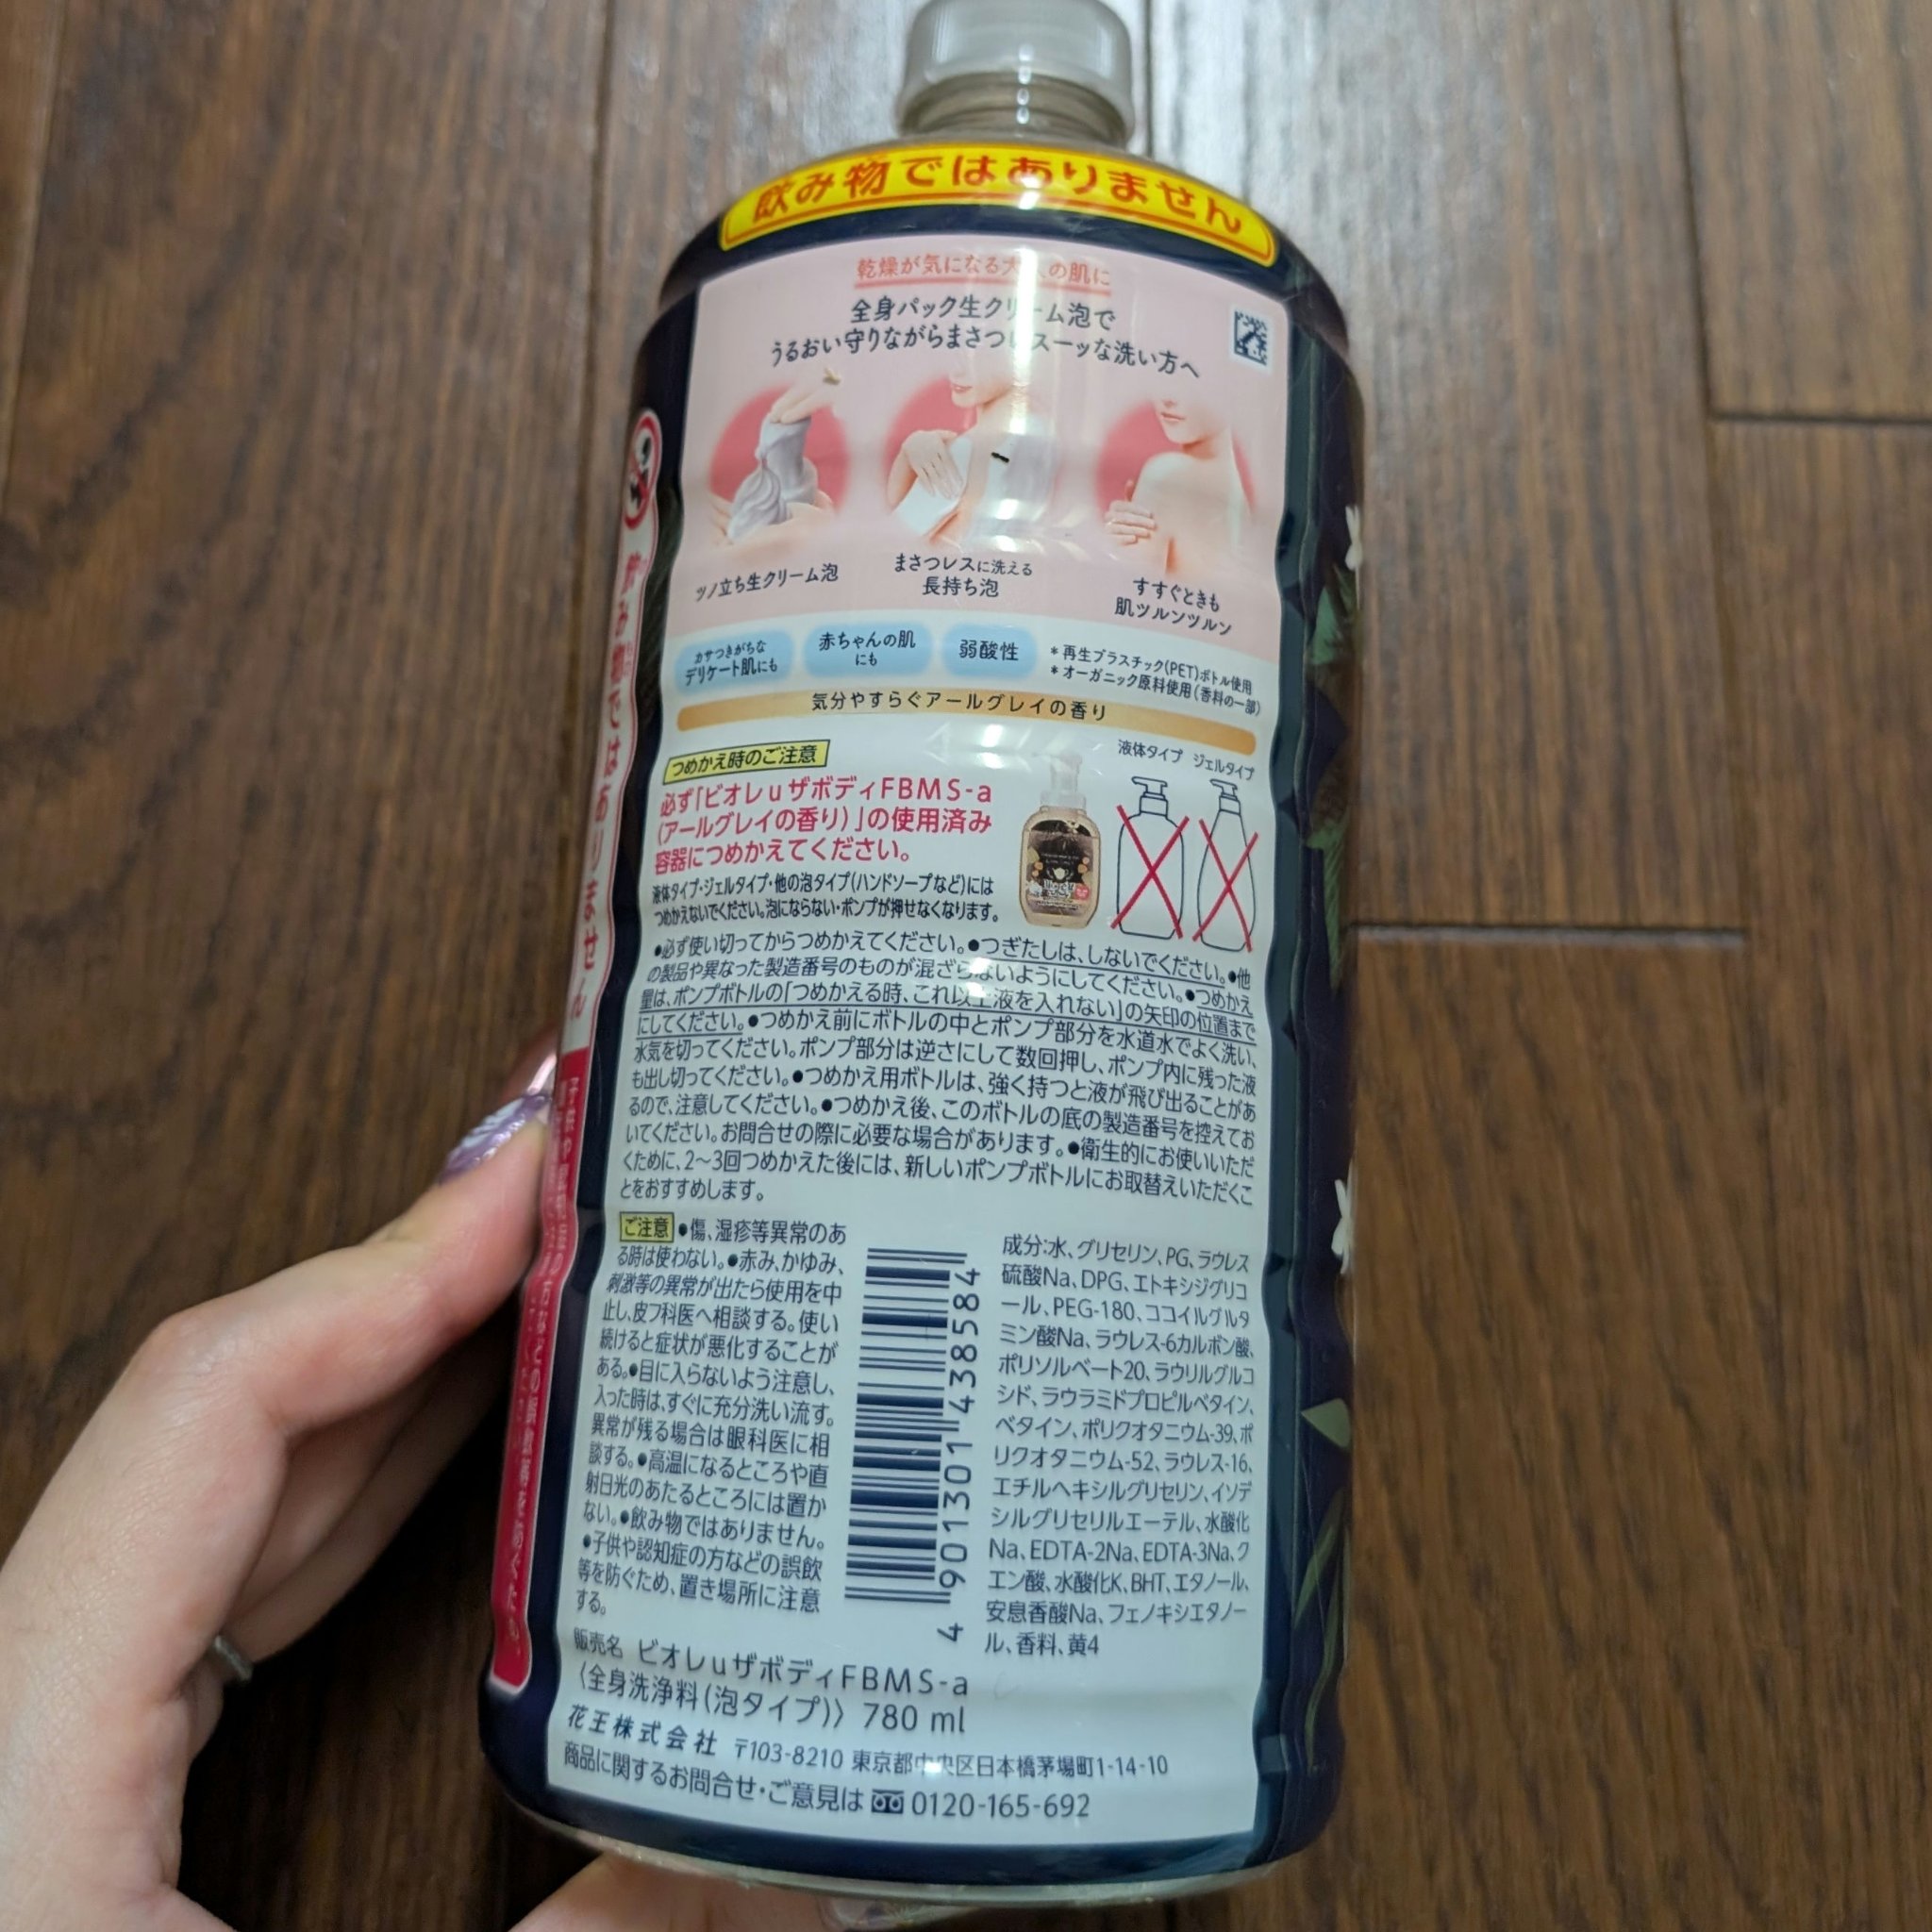 飲み物ではありません
乾燥が気になる大人の肌に
全身パック生クリーム泡で
うるおい守りながらまさつレスーッな洗い方へ
ツノ立ち生クリーム泡
まさつレスに洗える
長持ち泡
すすぐときも
肌ツルンツルン
カサつきがちな
デリケート肌にも
赤ちゃんの肌
にも
弱酸性
*再生プラスチック(PET)ボトル使用
*オーガニック原料使用(香料の一部)
気分やすらぐアールグレイの香り
つめかえ時のご注意
必ず「ビオレuザボディFBMS-a
(アールグレイの香り)」の使用済み
容器につめかえてください。
液体タイプ・ジェルタイプ・他の泡タイプ(ハンドソープなど)には
つめかえないでください。泡にならない・ポンプが押せなくなります。
液体タイプ ジェルタイプ
●必ず使い切ってからつめかえてください。●つぎたしは、しないでください。●他
の製品や異なった製造番号のものが混ざらないようにしてください。●つめかえ
量は、ポンプボトルの「つめかえる時、これ以上液を入れない」の矢印の位置まで
にしてください。●つめかえ前にボトルの中とポンプ部分を水道水でよく洗い、
水気を切ってください。ポンプ部分は逆さにして数回押し、ポンプ内に残った液
も出し切ってください。●つめかえ用ボトルは、強く持つと液が飛び出ることがあ
るので、注意してください。●つめかえ後、このボトルの底の製造番号を控えてお
いてください。お問合せの際に必要な場合があります。●衛生的にお使いいただ
くために、2〜3回つめかえた後には、新しいポンプボトルにお取替えいただくこ
とをおすすめします。
ご注意 ●傷、湿疹等異常のあ
る時は使わない。●赤み、かゆみ、
刺激等の異常が出たら使用を中
止し、皮フ科医へ相談する。使い
続けると症状が悪化することが
ある。●目に入らないよう注意し、
入った時は、すぐに充分洗い流す。
異常が残る場合は眼科医に相
談する。●高温になるところや直
射日光のあたるところには置か
ない。●飲み物ではありません。
●子供や認知症の方などの誤飲
等を防ぐため、置き場所に注意
する。
4 901301 438584
成分:水、グリセリン、PG、ラウレス
硫酸Na、DPG、エトキシジグリコ
ール、PEG-180、ココイルグルタ
ミン酸Na、ラウレス-6カルボン酸、
ポリソルベート20、ラウリルグルコ
シド、ラウラミドプロピルベタイン、
ベタイン、ポリクオタニウム-39、ポ
リクオタニウム-52、ラウレス-16、
エチルヘキシルグリセリン、イソデ
シルグリセリルエーテル、水酸化
Na、EDTA-2Na、EDTA-3Na、ク
エン酸、水酸化K、BHT、エタノール、
安息香酸Na、フェノキシエタノー
ル、香料、黄4
販売名 ビオレuザボディFBMS-a
〈全身洗浄料(泡タイプ)〉 780 ml
花王株式会社 〒103-8210 東京都中央区日本橋茅場町1-14-10
商品に関するお問合せ・ご意見は 0120-165-692
飲み物ではありません